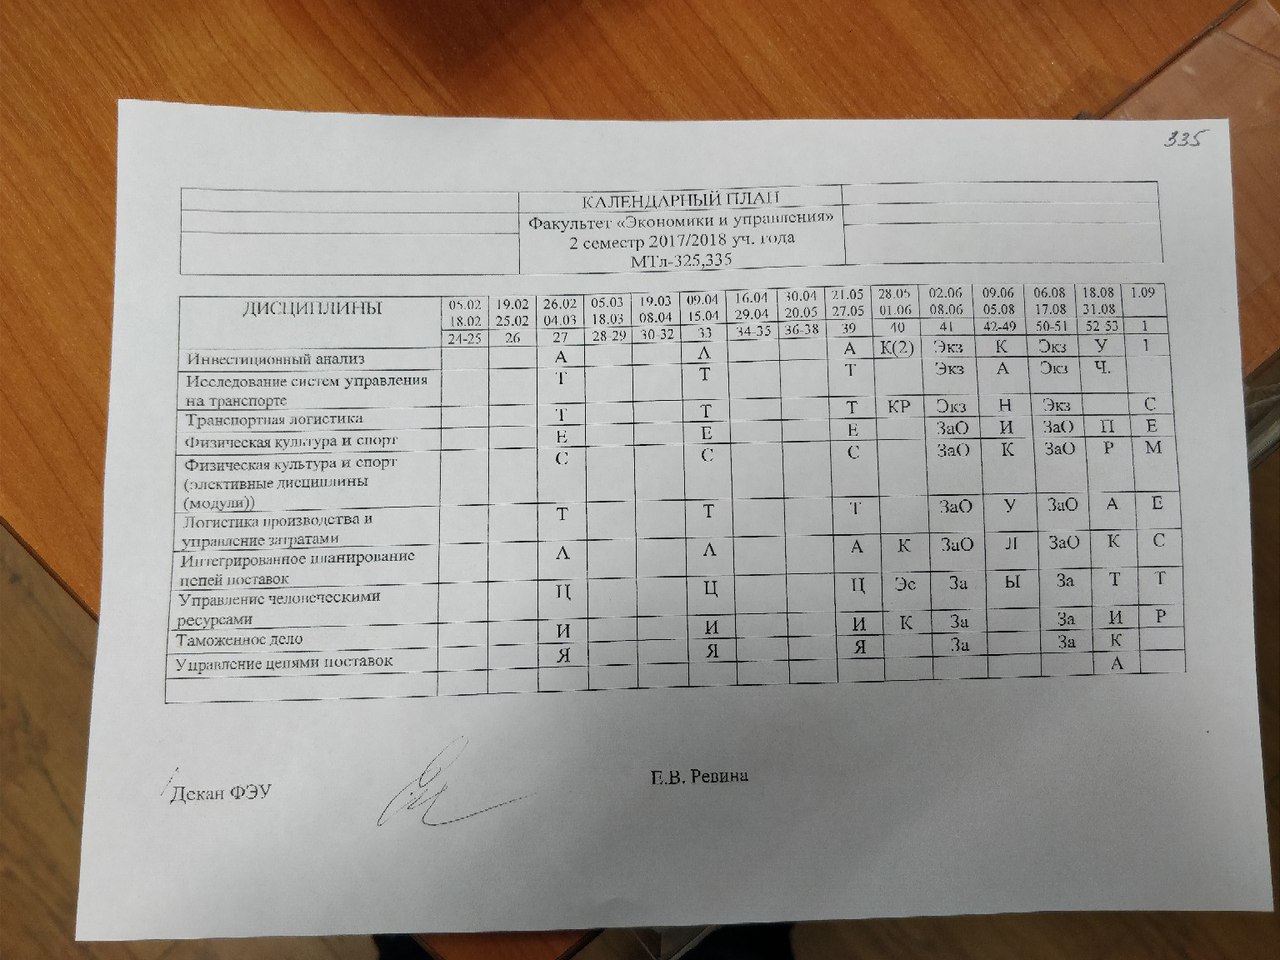 335
КАЛЕНДАРНЫЙ ПЛАН
Факультет «Экономики и управления»
2 семестр 2017/2018 уч. года
МТл-325,335
ДИСЦИПЛИНЫ 05.02 19.02 26.02 05.03 19.03 09.04 16.04 30.04 21.05 28.05 02.06 09.06 06.08 18.08 1.09
18.02 25.02 04.03 18.03 08.04 15.04 29.04 20.05 27.05 01.06 08.06 05.08 17.08 31.08
24-25 26 27 28-29 30-32 33 34-35 36-38 39 40 41 42-49 50-51 52-53 1
Инвестиционный анализ А А А К(2) Экз К Экз У 1
Исследование систем управления Т Т Т Экз А Экз Ч.
на транспорте
Транспортная логистика Т Т Т КР Экз Н Экз С
Физическая культура и спорт Е Е Е ЗаО И ЗаО П Е
Физическая культура и спорт С С С ЗаО К ЗаО Р М
(элективные дисциплины
(модули))
Логистика производства и Т Т Т ЗаО У ЗаО А Е
управление затратами
Интегрированное планирование А А А К ЗаО Л ЗаО К С
цепей поставок
Управление человеческими Ц Ц Ц Эс За Ы За Т Т
ресурсами
Таможенное дело И И И К За За И Р
Управление цепями поставок Я Я Я За За К
А
Декан ФЭУ Е.В. Ревина